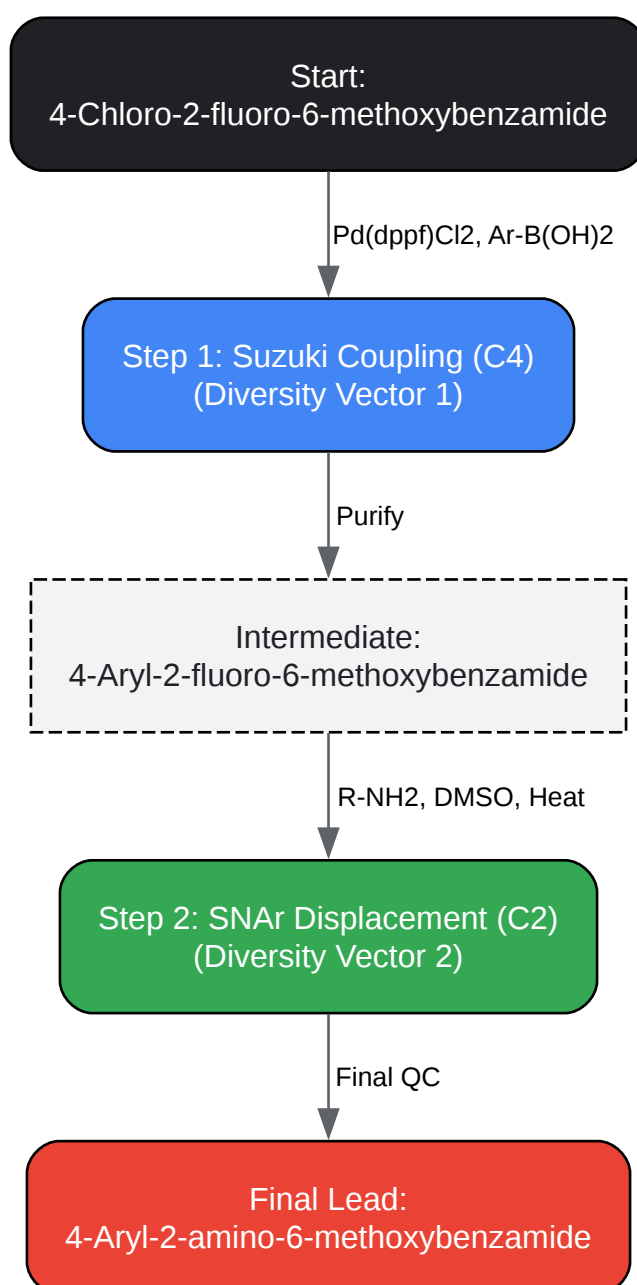 Start:
4-Chloro-2-fluoro-6-methoxybenzamide
Pd(dppf)Cl2, Ar-B(OH)2
Step 1: Suzuki Coupling (C4)
(Diversity Vector 1)
Purify
Intermediate:
4-Aryl-2-fluoro-6-methoxybenzamide
R-NH2, DMSO, Heat
Step 2: SNAr Displacement (C2)
(Diversity Vector 2)
Final QC
Final Lead:
4-Aryl-2-amino-6-methoxybenzamide